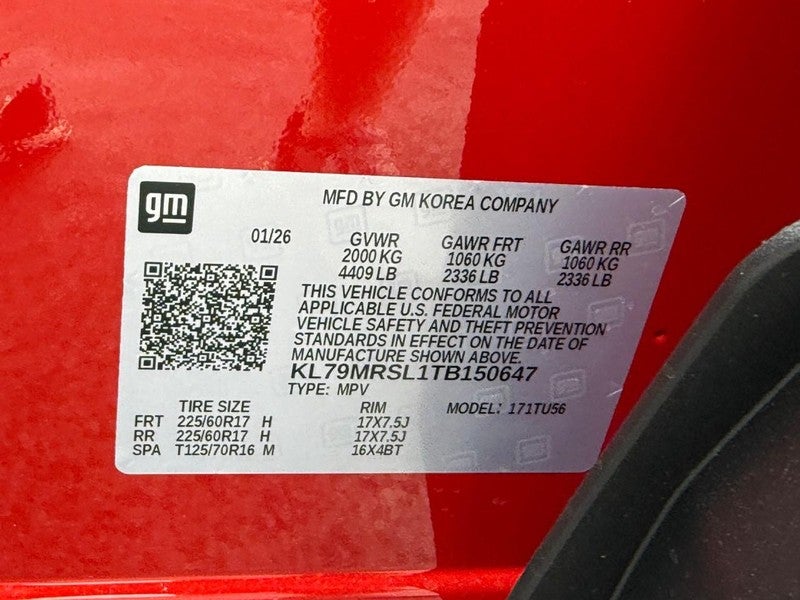 gm
MFD BY GM KOREA COMPANY
01/26 GVWR GAWR FRT GAWR RR
2000 KG 1060 KG 1060 KG
4409 LB 2336 LB 2336 LB
THIS VEHICLE CONFORMS TO ALL
APPLICABLE U.S. FEDERAL MOTOR
VEHICLE SAFETY AND THEFT PREVENTION
STANDARDS IN EFFECT ON THE DATE OF
MANUFACTURE SHOWN ABOVE.
KL79MRSL1TB150647
TYPE: MPV
TIRE SIZE RIM MODEL: 171TU56
FRT 225/60R17 H 17X7.5J
RR 225/60R17 H 17X7.5J
SPA T125/70R16 M 16X4BT